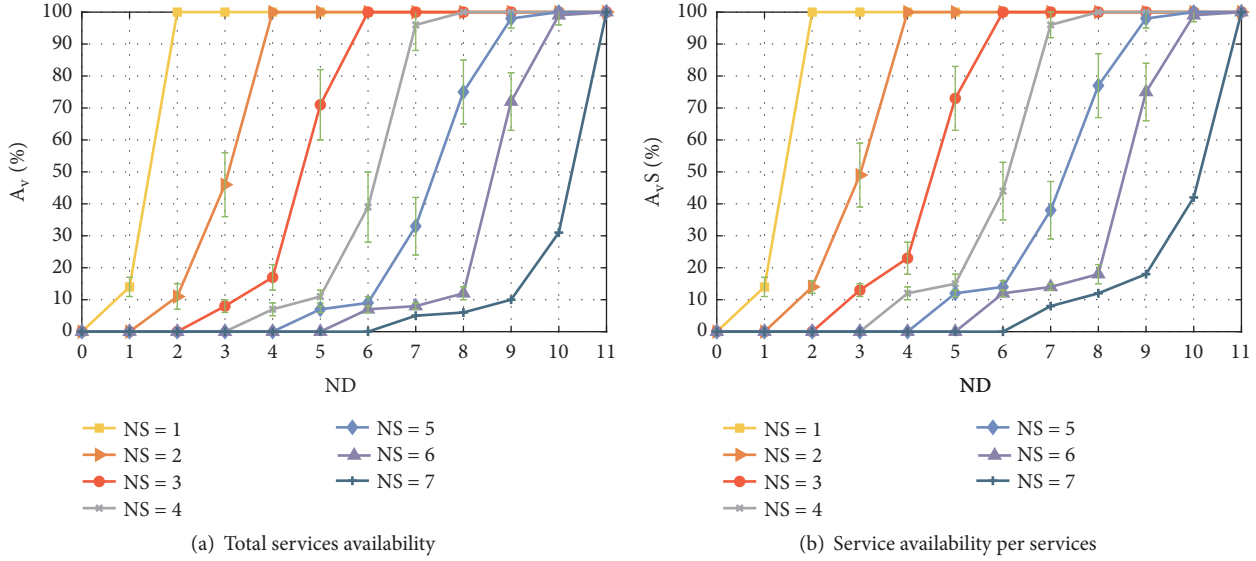 100
90
80
70
60
50
40
30
20
10
0
A_v (%)
0 1 2 3 4 5 6 7 8 9 10 11
ND
NS = 1
NS = 2
NS = 3
NS = 4
NS = 5
NS = 6
NS = 7
(a) Total services availability
100
90
80
70
60
50
40
30
20
10
0
A_vS (%)
0 1 2 3 4 5 6 7 8 9 10 11
ND
NS = 1
NS = 2
NS = 3
NS = 4
NS = 5
NS = 6
NS = 7
(b) Service availability per services